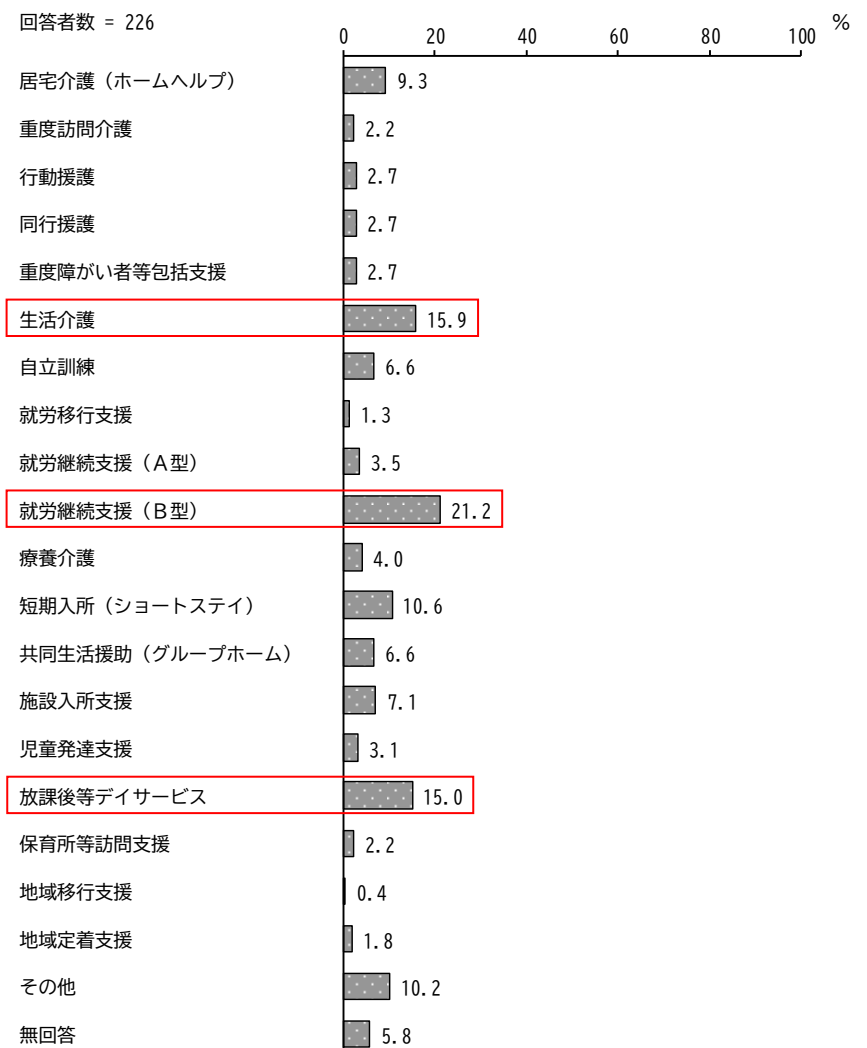 回答者数 = 226
0 20 40 60 80 100 %
居宅介護（ホームヘルプ） 9.3
重度訪問介護 2.2
行動援護 2.7
同行援護 2.7
重度障がい者等包括支援 2.7
生活介護 15.9
自立訓練 6.6
就労移行支援 1.3
就労継続支援（Ａ型） 3.5
就労継続支援（Ｂ型） 21.2
療養介護 4.0
短期入所（ショートステイ） 10.6
共同生活援助（グループホーム） 6.6
施設入所支援 7.1
児童発達支援 3.1
放課後等デイサービス 15.0
保育所等訪問支援 2.2
地域移行支援 0.4
地域定着支援 1.8
その他 10.2
無回答 5.8